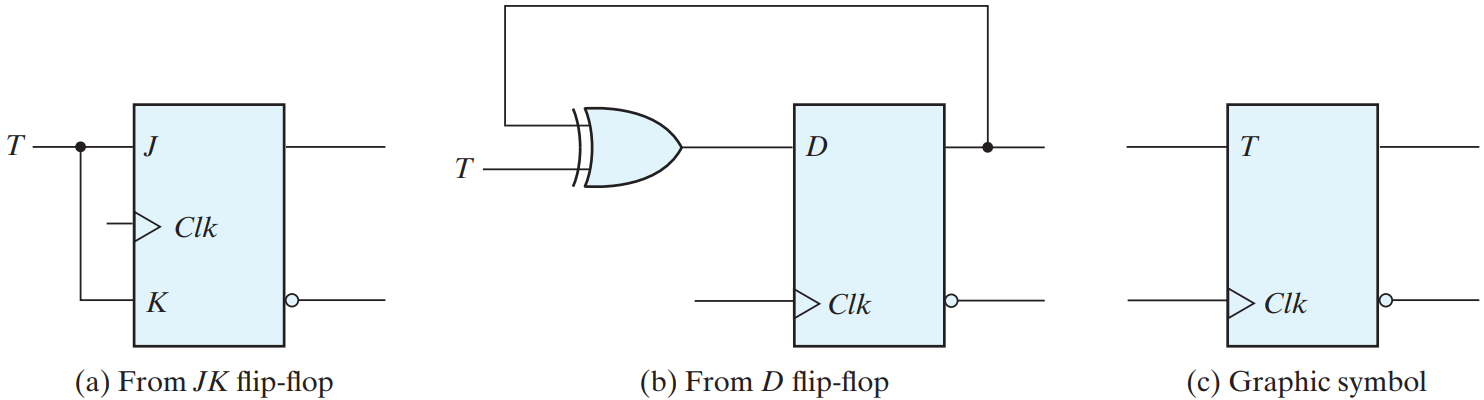 T
J
Clk
K
(a) From JK flip-flop
T
D
Clk
(b) From D flip-flop
T
Clk
(c) Graphic symbol